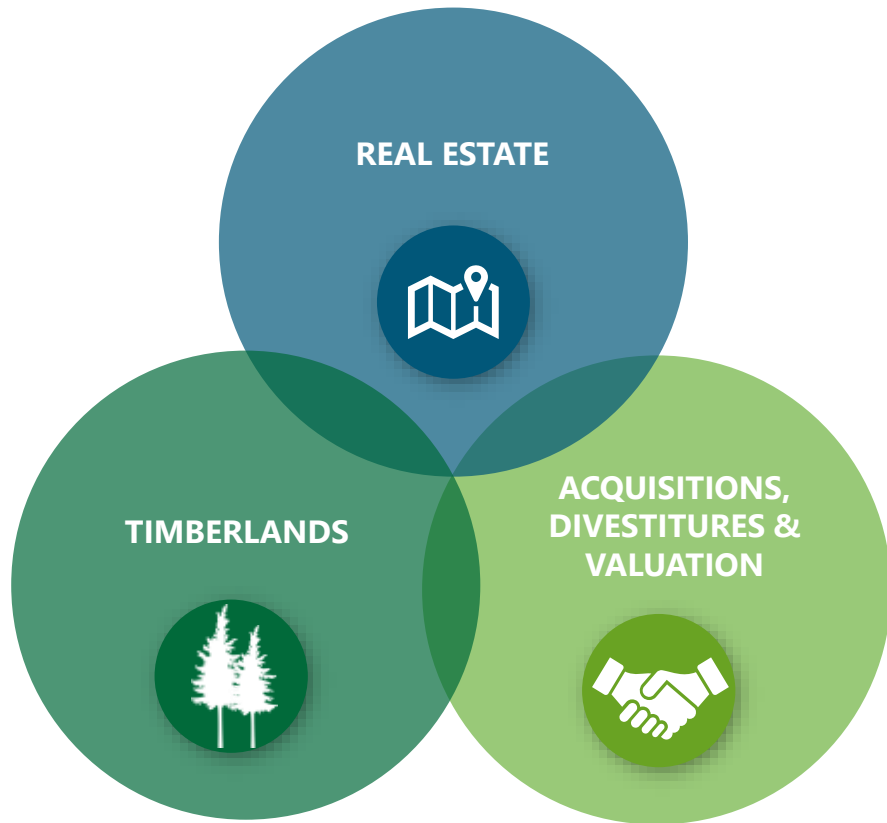 REAL ESTATE
TIMBERLANDS
ACQUISITIONS,
DIVESTITURES &
VALUATION